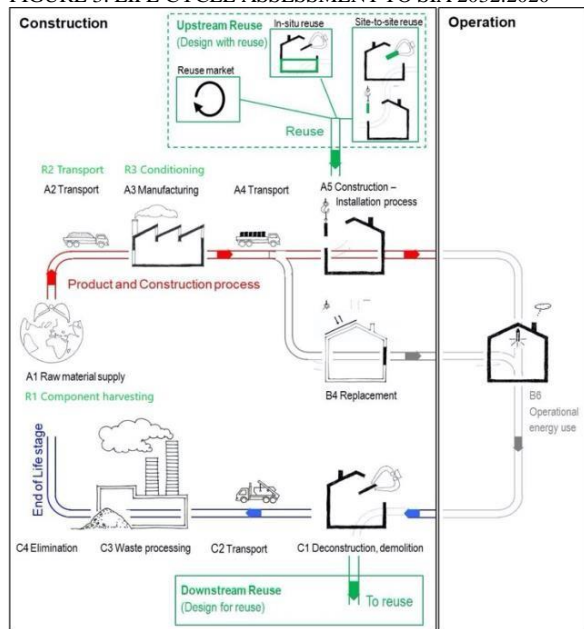 FIGURE 3. LIFE CYCLE ASSESSMENT TO SIA 2032:2020
Construction
Operation
Upstream Reuse
(Design with reuse)
In-situ reuse
Site-to-site reuse
Reuse market
Reuse
R2 Transport
R3 Conditioning
A2 Transport
A3 Manufacturing
A4 Transport
A5 Construction –
Installation process
Product and Construction process
A1 Raw material supply
R1 Component harvesting
B4 Replacement
B6
Operational
energy use
End of Life stage
C4 Elimination
C3 Waste processing
C2 Transport
C1 Deconstruction, demolition
Downstream Reuse
(Design for reuse)
To reuse